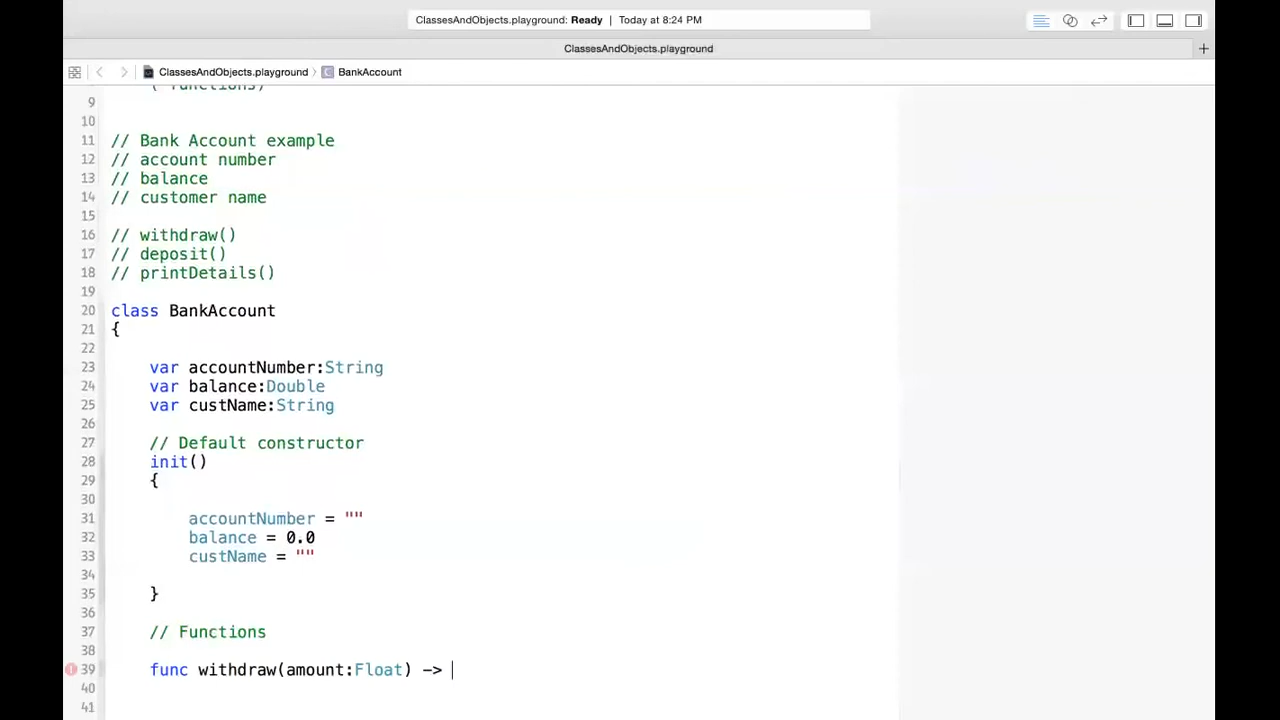 ClassesAndObjects.playground: Ready | Today at 8:24 PM
ClassesAndObjects.playground
ClassesAndObjects.playground 〉 C BankAccount
( functions)
9
10
11 // Bank Account example
12 // account number
13 // balance
14 // customer name
15
16 // withdraw()
17 // deposit()
18 // printDetails()
19
20 class BankAccount
21 {
22
23 var accountNumber:String
24 var balance:Double
25 var custName:String
26
27 // Default constructor
28 init()
29 {
30
31 accountNumber = ""
32 balance = 0.0
33 custName = ""
34
35 }
36
37 // Functions
38
39 func withdraw(amount:Float) ->
40
41